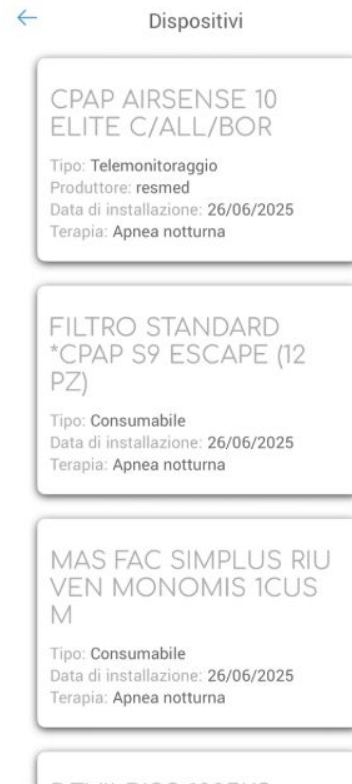 Dispositivi
CPAP AIRSENSE 10
ELITE C/ALL/BOR
Tipo: Telemonitoraggio
Produttore: resmed
Data di installazione: 26/06/2025
Terapia: Apnea notturna
FILTRO STANDARD
*CPAP S9 ESCAPE (12
PZ)
Tipo: Consumabile
Data di installazione: 26/06/2025
Terapia: Apnea notturna
MAS FAC SIMPLUS RIU
VEN MONOMIS 1CUS
M
Tipo: Consumabile
Data di installazione: 26/06/2025
Terapia: Apnea notturna